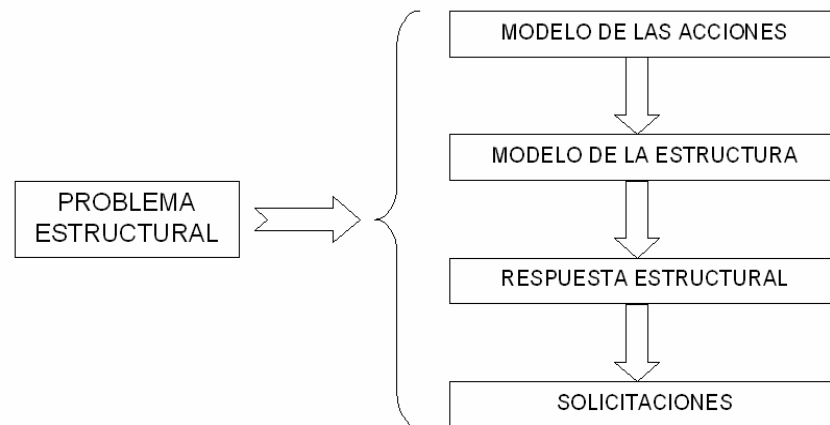 MODELO DE LAS ACCIONES
MODELO DE LA ESTRUCTURA
PROBLEMA
ESTRUCTURAL
RESPUESTA ESTRUCTURAL
SOLICITACIONES